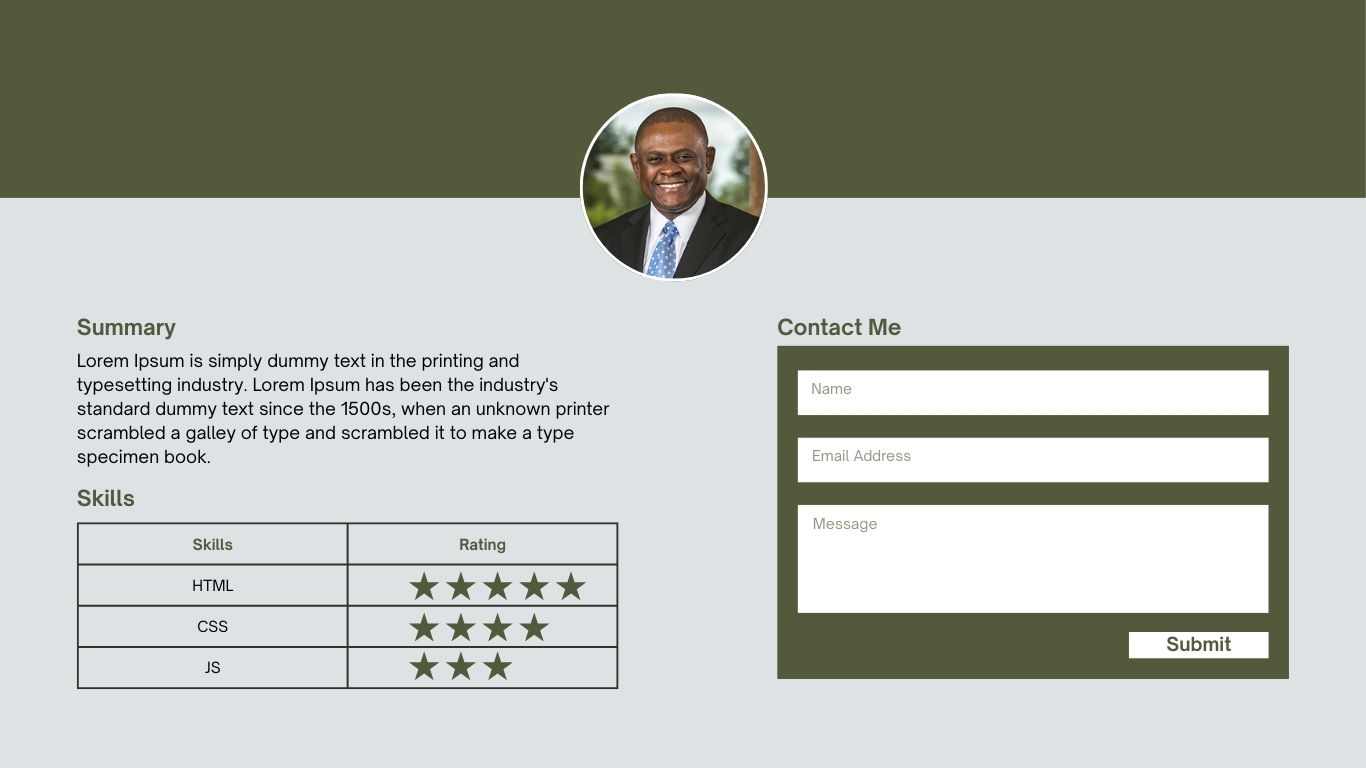 Summary
Lorem Ipsum is simply dummy text in the printing and
typesetting industry. Lorem Ipsum has been the industry's
standard dummy text since the 1500s, when an unknown printer
scrambled a galley of type and scrambled it to make a type
specimen book.
Skills
Skills Rating
HTML
CSS
JS
Contact Me
Name
Email Address
Message
Submit